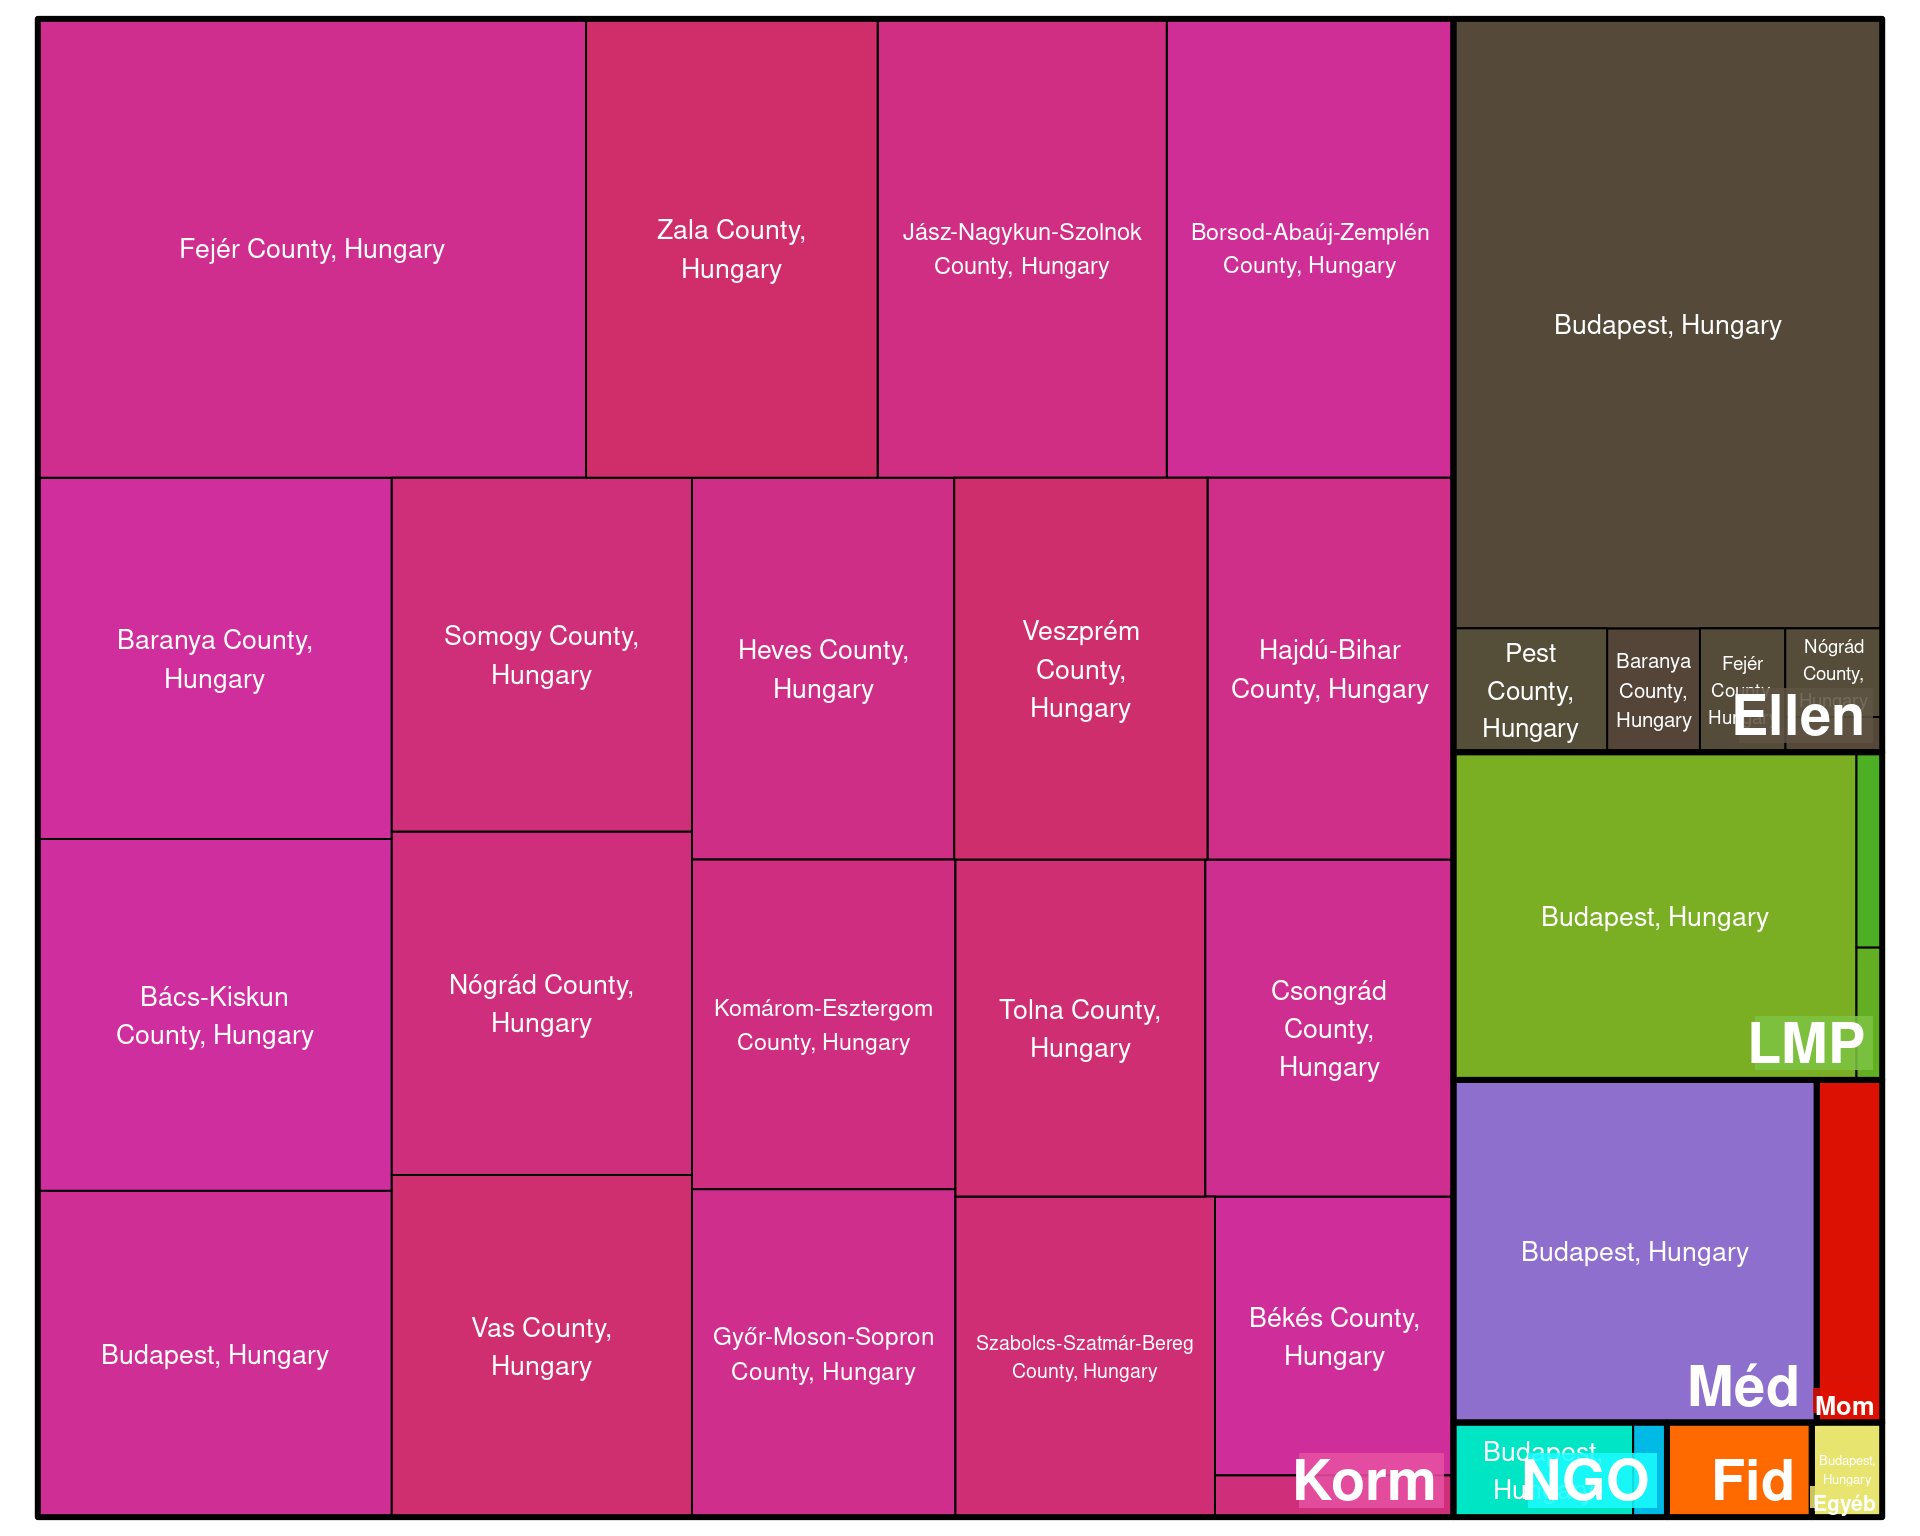 Fejér County, Hungary
Zala County,
Hungary
Jász-Nagykun-Szolnok
County, Hungary
Borsod-Abaúj-Zemplén
County, Hungary
Baranya County,
Hungary
Somogy County,
Hungary
Heves County,
Hungary
Veszprém
County,
Hungary
Hajdú-Bihar
County, Hungary
Bács-Kiskun
County, Hungary
Nógrád County,
Hungary
Komárom-Esztergom
County, Hungary
Tolna County,
Hungary
Csongrád
County,
Hungary
Budapest, Hungary
Vas County,
Hungary
Győr-Moson-Sopron
County, Hungary
Szabolcs-Szatmár-Bereg
County, Hungary
Békés County,
Hungary
Korm
Budapest, Hungary
Pest
County,
Hungary
Baranya
County,
Hungary
Fejér
County,
Hungary
Nógrád
County,
Hungary
Ellen
Budapest, Hungary
LMP
Budapest, Hungary
Méd
Mom
Budapest,
Hungary
NGO
Fid
Budapest,
Hungary
Egyéb